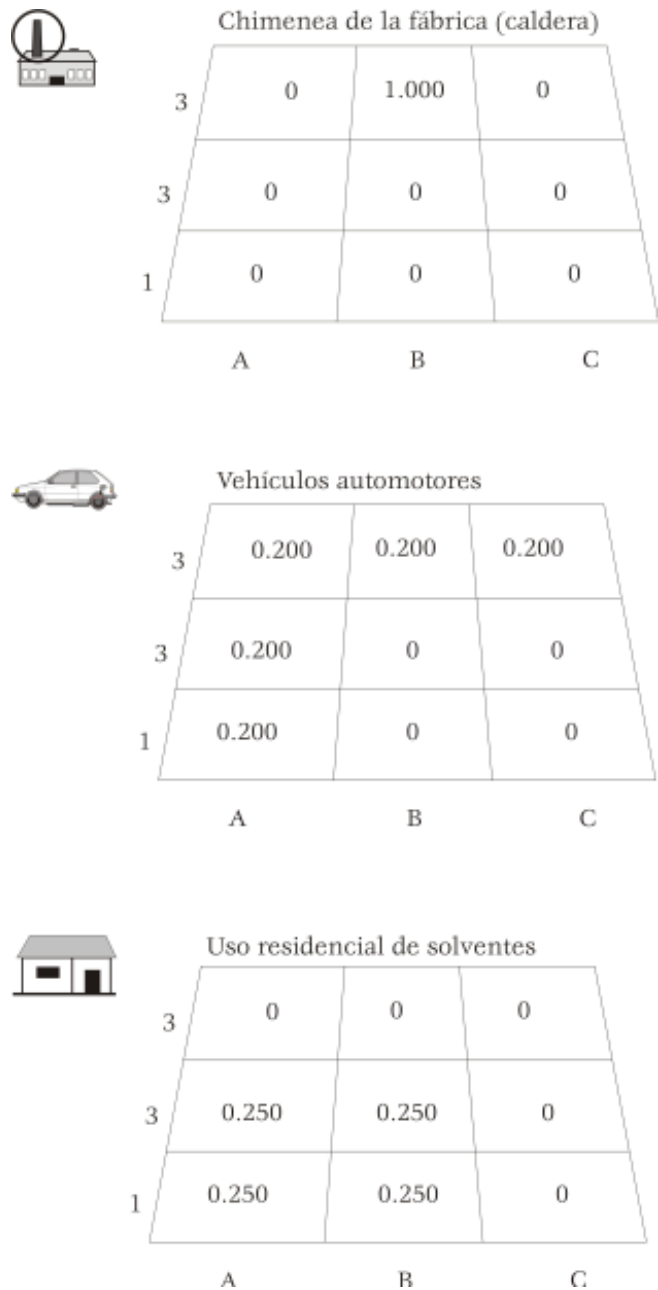 Chimenea de la fábrica (caldera)
3 0 1.000 0
3 0 0 0
1 0 0 0
A B C
Vehículos automotores
3 0.200 0.200 0.200
3 0.200 0 0
1 0.200 0 0
A B C
Uso residencial de solventes
3 0 0 0
3 0.250 0.250 0
1 0.250 0.250 0
A B C